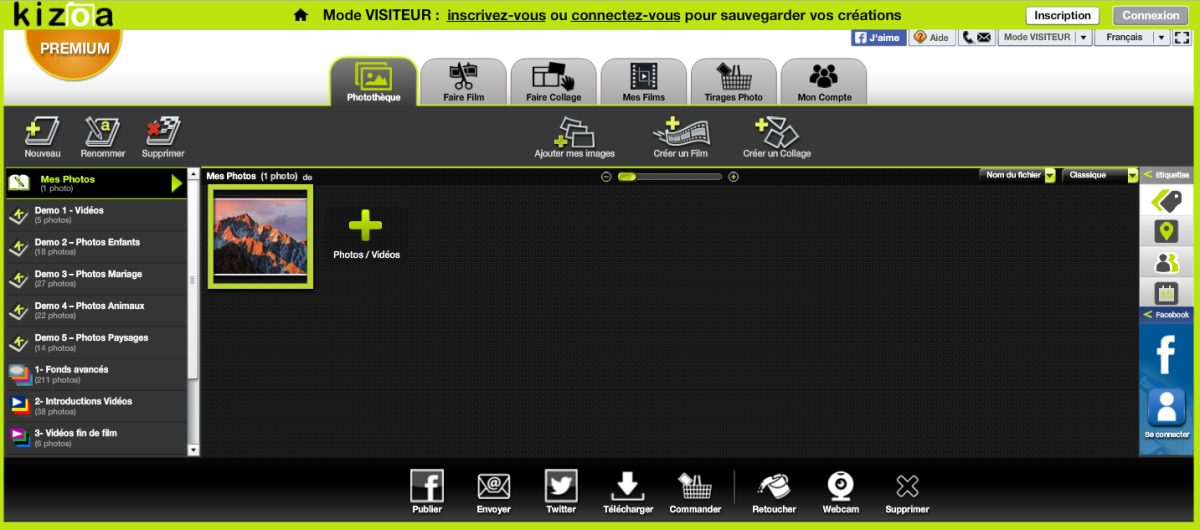 kizoa
Mode VISITEUR : inscrivez-vous ou connectez-vous pour sauvegarder vos créations
Inscription
Connexion
PREMIUM
J'aime
Aide
Mode VISITEUR
Français
Photothèque
Faire Film
Faire Collage
Mes Films
Tirages Photo
Mon Compte
Nouveau
Renommer
Supprimer
Ajouter mes images
Créer un Film
Créer un Collage
Mes Photos
(1 photo)
Demo 1 - Vidéos
(5 photos)
Demo 2 – Photos Enfants
(18 photos)
Demo 3 – Photos Mariage
(27 photos)
Demo 4 – Photos Animaux
(22 photos)
Demo 5 – Photos Paysages
(14 photos)
1- Fonds avancés
(211 photos)
2- Introductions Vidéos
(38 photos)
3- Vidéos fin de film
(6 photos)
Mes Photos (1 photo) de
Nom du fichier
Classique
Photos / Vidéos
< Etiquettes
15
< Facebook
Se connecter
Publier
Envoyer
Twitter
Télécharger
Commander
Retoucher
Webcam
Supprimer